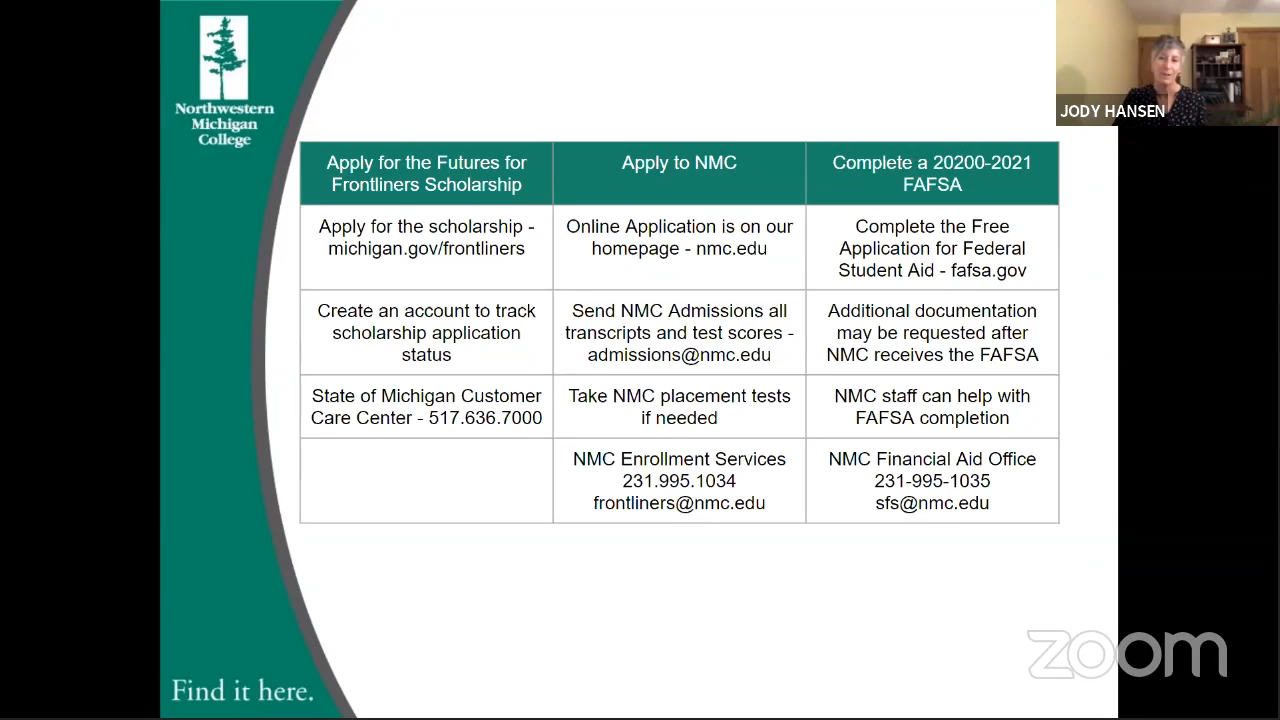 Northwestern
Michigan
College
JODY HANSEN
Apply for the Futures for
Frontliners Scholarship
Apply to NMC
Complete a 20200-2021
FAFSA
Apply for the scholarship -
michigan.gov/frontliners
Online Application is on our
homepage - nmc.edu
Complete the Free
Application for Federal
Student Aid - fafsa.gov
Create an account to track
scholarship application
status
Send NMC Admissions all
transcripts and test scores -
admissions@nmc.edu
Additional documentation
may be requested after
NMC receives the FAFSA
State of Michigan Customer
Care Center - 517.636.7000
Take NMC placement tests
if needed
NMC staff can help with
FAFSA completion
NMC Enrollment Services
231.995.1034
frontliners@nmc.edu
NMC Financial Aid Office
231-995-1035
sfs@nmc.edu
Find it here.
zoom